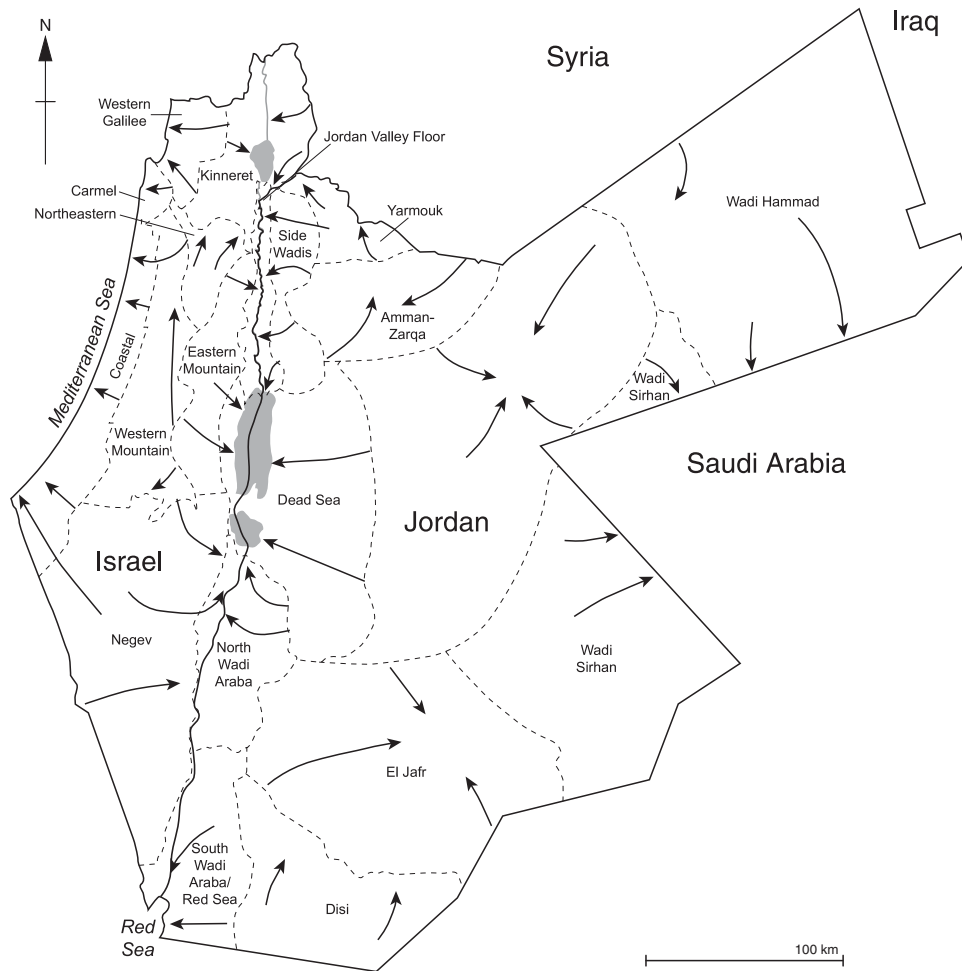 N
Iraq
Syria
Western
Galilee
Jordan Valley Floor
Kinneret
Carmel
Northeastern
Wadi Hammad
Yarmouk
Side
Wadis
Mediterranean Sea
Coastal
Amman-
Zarqa
Eastern
Mountain
Wadi
Sirhan
Western
Mountain
Saudi Arabia
Dead Sea
Jordan
Israel
Negev
North
Wadi
Araba
Wadi
Sirhan
El Jafr
South
Wadi
Araba/
Red Sea
Disi
Red
Sea
100 km